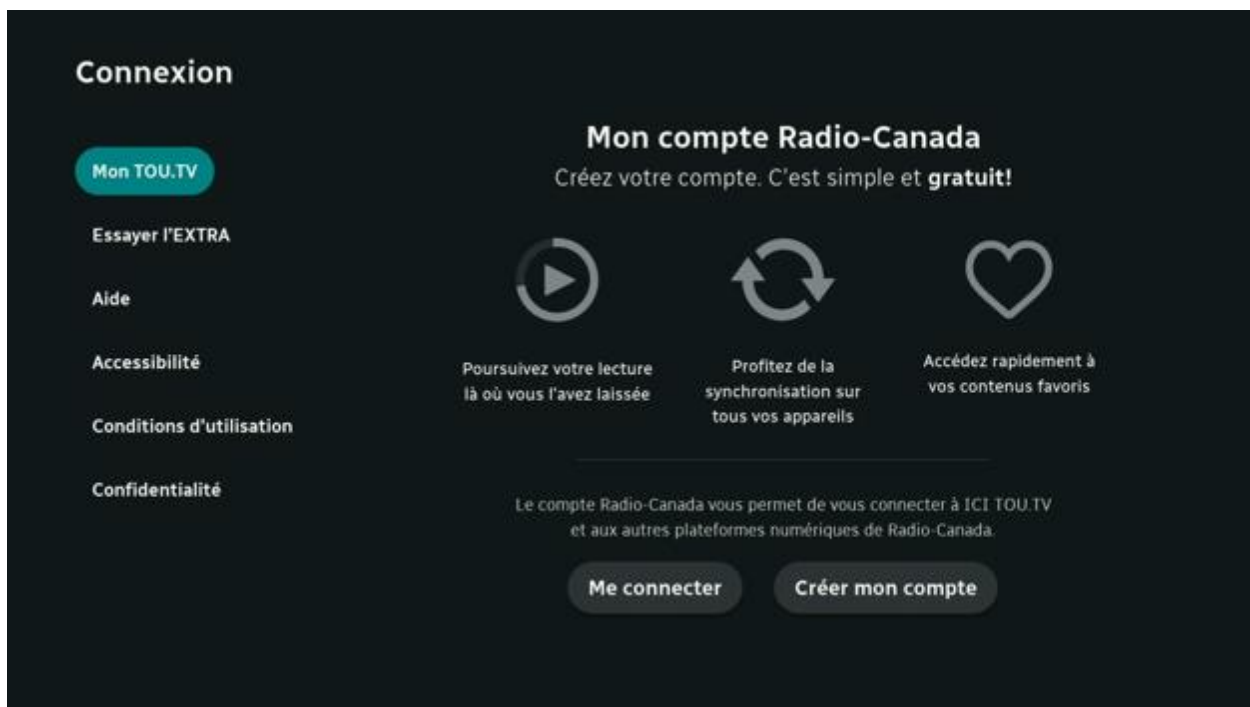 Connexion
Mon TOU.TV
Essayer l'EXTRA
Aide
Accessibilité
Conditions d'utilisation
Confidentialité
Mon compte Radio-Canada
Créez votre compte. C'est simple et gratuit!
Poursuivez votre lecture
là où vous l'avez laissée
Profitez de la
synchronisation sur
tous vos appareils
Accédez rapidement à
vos contenus favoris
Le compte Radio-Canada vous permet de vous connecter à ICI TOU.TV
et aux autres plateformes numériques de Radio-Canada.
Me connecter
Créer mon compte